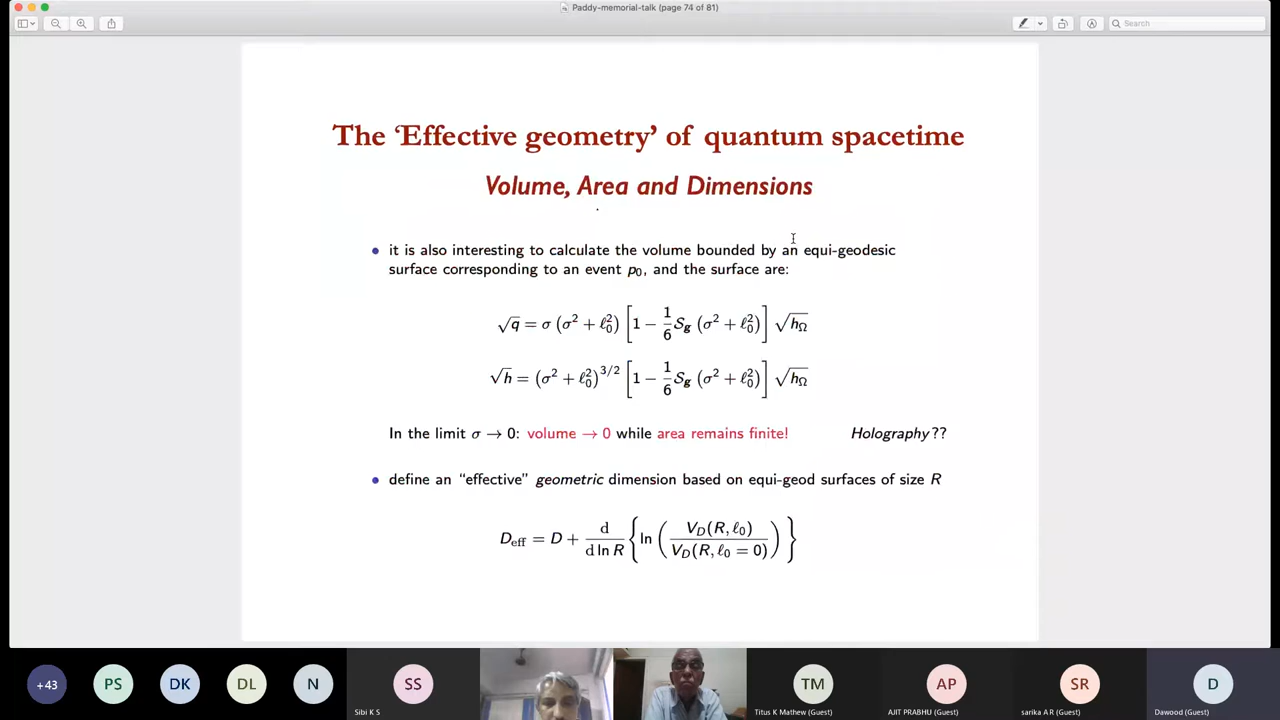 Paddy-memorial-talk (page 74 of 81)
Search
The ‘Effective geometry’ of quantum spacetime
Volume, Area and Dimensions
• it is also interesting to calculate the volume bounded by an equi-geodesic
surface corresponding to an event p₀, and the surface are:
√q = σ (σ² + ℓ₀²) [1 − 1/6 S_g (σ² + ℓ₀²)] √h_Ω
√h = (σ² + ℓ₀²)^{3/2} [1 − 1/6 S_g (σ² + ℓ₀²)] √h_Ω
In the limit σ → 0: volume → 0 while area remains finite! Holography ??
• define an “effective” geometric dimension based on equi-geod surfaces of size R
D_eff = D + d/d ln R {ln (V_D(R, ℓ₀)/V_D(R, ℓ₀ = 0))}
+43 PS DK DL N SS TM AP SR D
Sibi K S Titus K Mathew (Guest) AJIT PRABHU (Guest) sarika A R (Guest) Dawood (Guest)